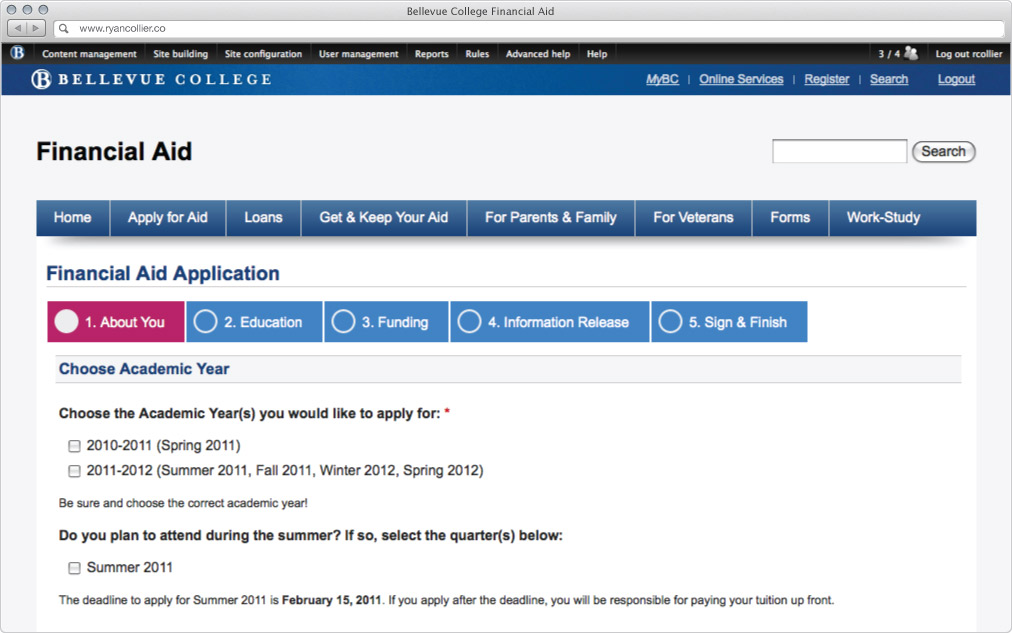 Bellevue College Financial Aid
www.ryancollier.co
B Content management Site building Site configuration User management Reports Rules Advanced help Help 3 / 4 Log out rcollier
B BELLEVUE COLLEGE MyBC | Online Services | Register | Search Logout
Financial Aid Search
Home Apply for Aid Loans Get & Keep Your Aid For Parents & Family For Veterans Forms Work-Study
Financial Aid Application
1. About You 2. Education 3. Funding 4. Information Release 5. Sign & Finish
Choose Academic Year
Choose the Academic Year(s) you would like to apply for: *
2010-2011 (Spring 2011)
2011-2012 (Summer 2011, Fall 2011, Winter 2012, Spring 2012)
Be sure and choose the correct academic year!
Do you plan to attend during the summer? If so, select the quarter(s) below:
Summer 2011
The deadline to apply for Summer 2011 is February 15, 2011. If you apply after the deadline, you will be responsible for paying your tuition up front.